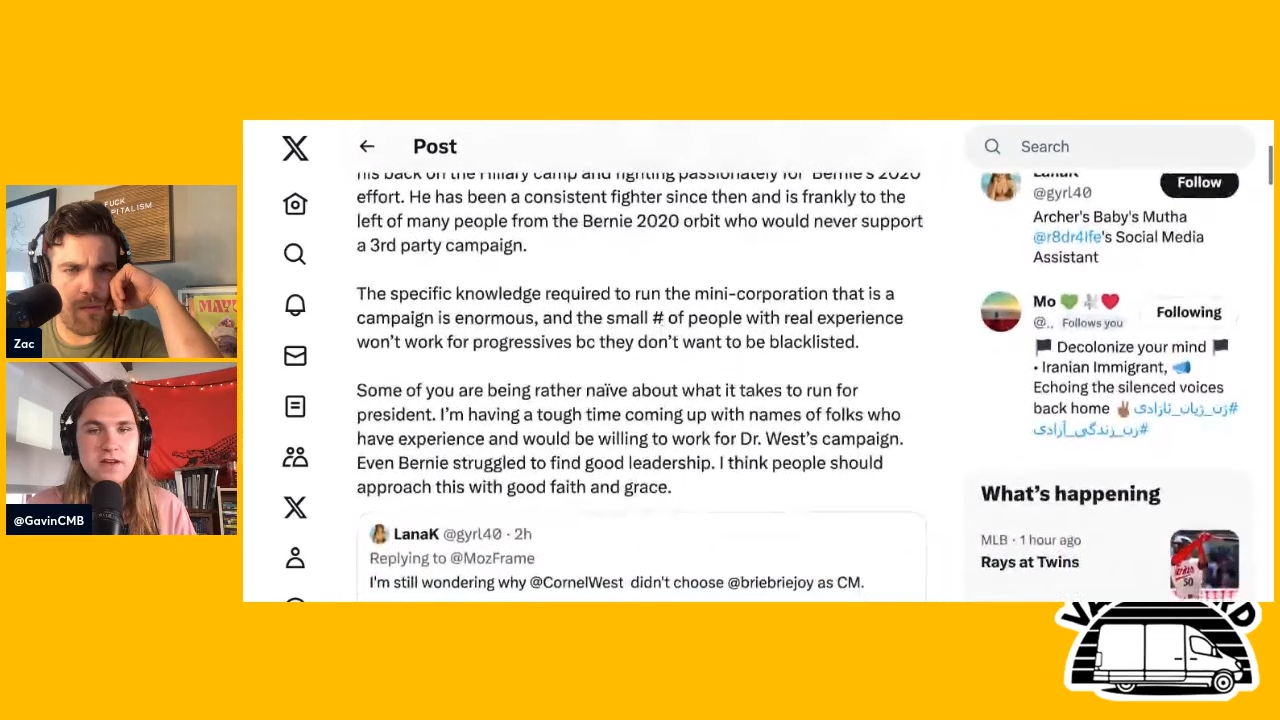 FUCK
CAPITALISM
Zac
@GavinCMB
Post
his back on the Hillary camp and fighting passionately for Bernie's 2020
effort. He has been a consistent fighter since then and is frankly to the
left of many people from the Bernie 2020 orbit who would never support
a 3rd party campaign.
The specific knowledge required to run the mini-corporation that is a
campaign is enormous, and the small # of people with real experience
won't work for progressives bc they don't want to be blacklisted.
Some of you are being rather naïve about what it takes to run for
president. I'm having a tough time coming up with names of folks who
have experience and would be willing to work for Dr. West's campaign.
Even Bernie struggled to find good leadership. I think people should
approach this with good faith and grace.
LanaK @gyrl40 · 2h
Replying to @MozFrame
I'm still wondering why @CornelWest didn't choose @briebriejoy as CM.
Search
LanaK
@gyrl40
Follow
Archer's Baby's Mutha
@r8dr4lfe's Social Media
Assistant
Mo 💚🕊️❤️
@.. Follows you
Following
🏴 Decolonize your mind 🏴
• Iranian Immigrant, 📣
Echoing the silenced voices
back home ✌🏽 #ژن_ژیان_ئازادی
#زن_زندگی_آزادی
What's happening
MLB · 1 hour ago
Rays at Twins
50